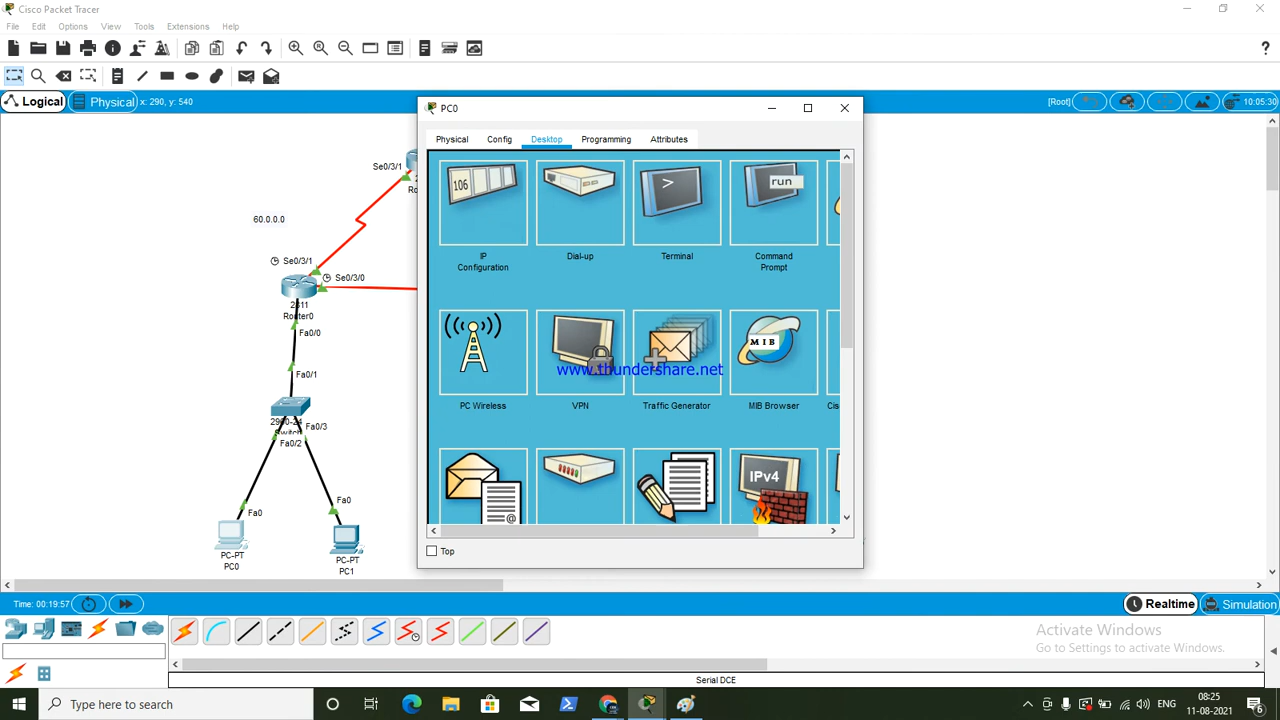 Cisco Packet Tracer
File Edit Options View Tools Extensions Help
Logical Physical x: 290, y: 540 [Root] 10:05:30
PC0
Physical Config Desktop Programming Attributes
106
>
run
IP Configuration
Dial-up
Terminal
Command Prompt
MIB
www.thundershare.net
PC Wireless
VPN
Traffic Generator
MIB Browser
@
IPv4
Top
Se0/3/1
60.0.0.0
Se0/3/1
Se0/3/0
2811
Router0
Fa0/0
Fa0/1
Fa0/3
Fa0/2
Fa0
Fa0
PC-PT
PC0
PC-PT
PC1
Time: 00:19:57
Realtime Simulation
Activate Windows
Go to Settings to activate Windows.
Serial DCE
Type here to search
ENG
08:25
11-08-2021
6